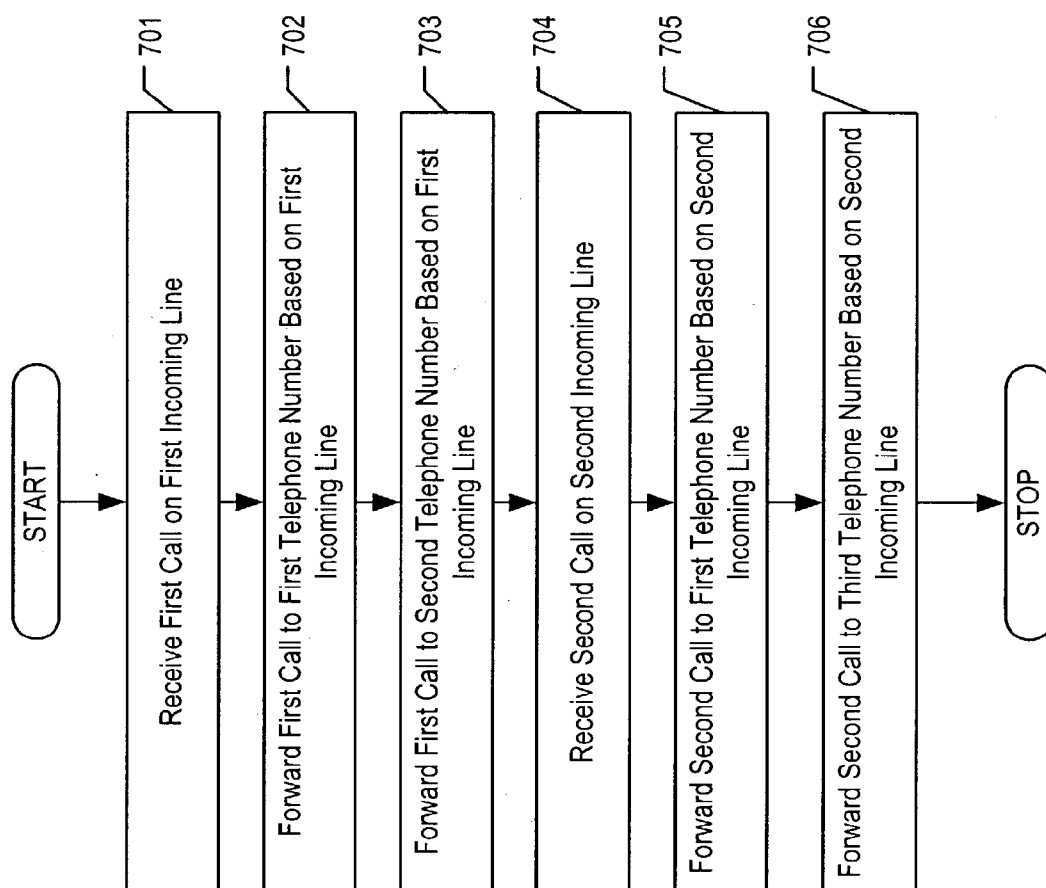 START
Receive First Call on First Incoming Line
701
Forward First Call to First Telephone Number Based on First
Incoming Line
702
Forward First Call to Second Telephone Number Based on First
Incoming Line
703
Receive Second Call on Second Incoming Line
704
Forward Second Call to First Telephone Number Based on Second
Incoming Line
705
Forward Second Call to Third Telephone Number Based on Second
Incoming Line
706
STOP